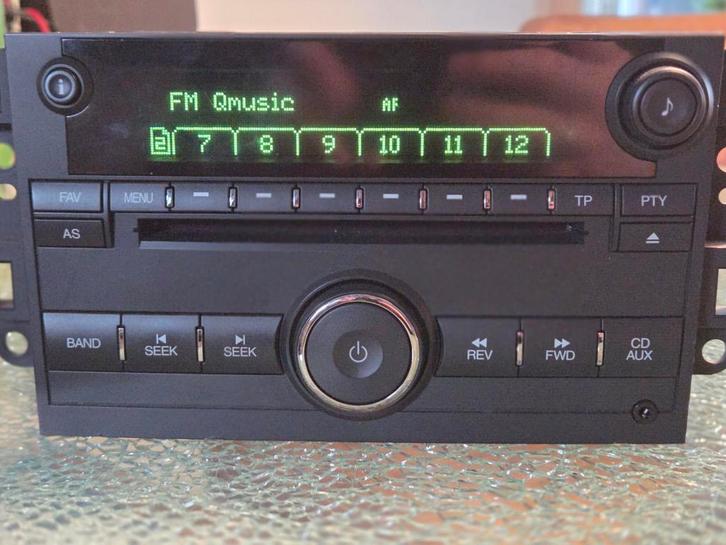 FM Qmusic AF
2 7 8 9 10 11 12
FAV MENU TP PTY
AS
BAND SEEK SEEK REV FWD CD
AUX